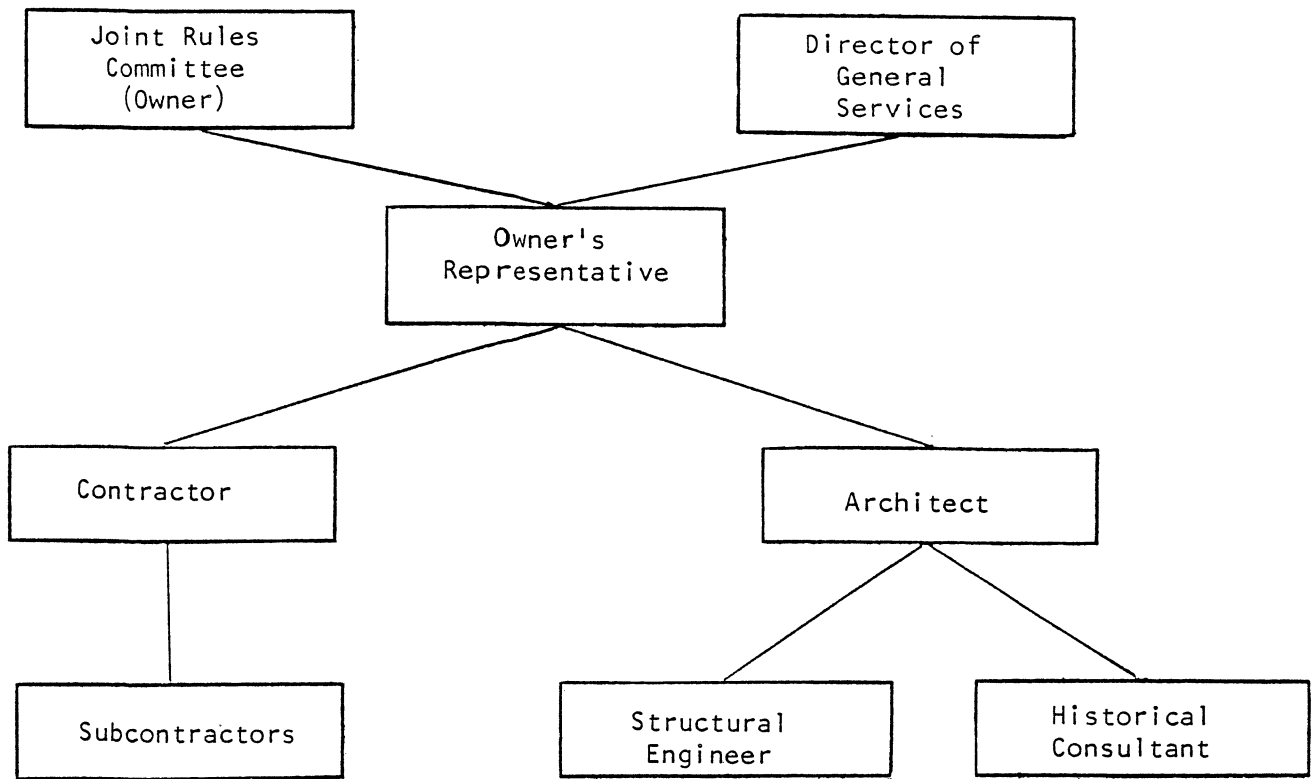 Joint Rules
Committee
(Owner)
Director of
General
Services
Owner's
Representative
Contractor
Architect
Subcontractors
Structural
Engineer
Historical
Consultant